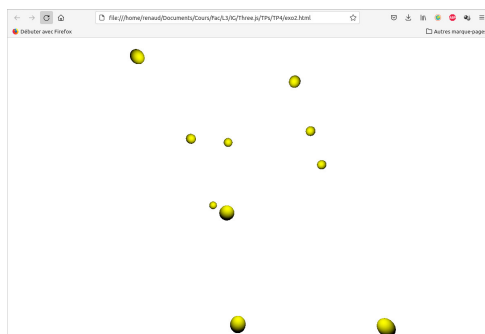 file:///home/renaud/Documents/Cours/Fac/L3/IG/Three.js/TPs/TP4/exo2.html
Débuter avec Firefox
Autres marque-pages